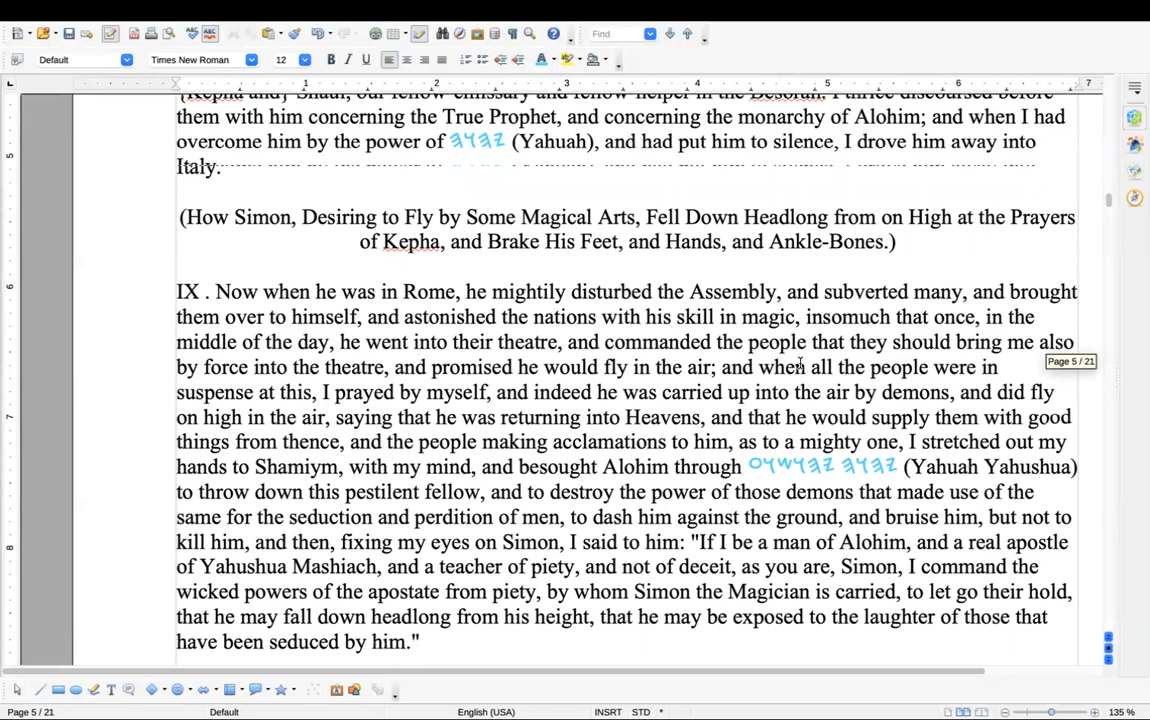 Find
Default Times New Roman 12
1 2 3 4 5 6 7
them with him concerning the True Prophet, and concerning the monarchy of Alohim; and when I had
overcome him by the power of 𐤉𐤄𐤅𐤄 (Yahuah), and had put him to silence, I drove him away into
Italy.
(How Simon, Desiring to Fly by Some Magical Arts, Fell Down Headlong from on High at the Prayers
of Kepha, and Brake His Feet, and Hands, and Ankle-Bones.)
IX . Now when he was in Rome, he mightily disturbed the Assembly, and subverted many, and brought
them over to himself, and astonished the nations with his skill in magic, insomuch that once, in the
middle of the day, he went into their theatre, and commanded the people that they should bring me also
by force into the theatre, and promised he would fly in the air; and when all the people were in
Page 5 / 21
suspense at this, I prayed by myself, and indeed he was carried up into the air by demons, and did fly
on high in the air, saying that he was returning into Heavens, and that he would supply them with good
things from thence, and the people making acclamations to him, as to a mighty one, I stretched out my
hands to Shamiym, with my mind, and besought Alohim through 𐤉𐤄𐤅𐤄 𐤉𐤄𐤅𐤔𐤅𐤏 (Yahuah Yahushua)
to throw down this pestilent fellow, and to destroy the power of those demons that made use of the
same for the seduction and perdition of men, to dash him against the ground, and bruise him, but not to
kill him, and then, fixing my eyes on Simon, I said to him: "If I be a man of Alohim, and a real apostle
of Yahushua Mashiach, and a teacher of piety, and not of deceit, as you are, Simon, I command the
wicked powers of the apostate from piety, by whom Simon the Magician is carried, to let go their hold,
that he may fall down headlong from his height, that he may be exposed to the laughter of those that
have been seduced by him."
5
6
7
8
Page 5 / 21 Default English (USA) INSRT STD * 135 %